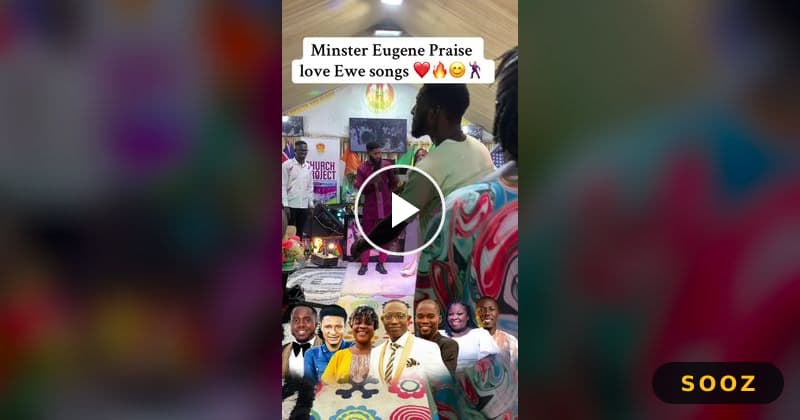 Minster Eugene Praise
love Ewe songs ❤️🔥😊🕺
CHURCH
PROJECT
SOOZ